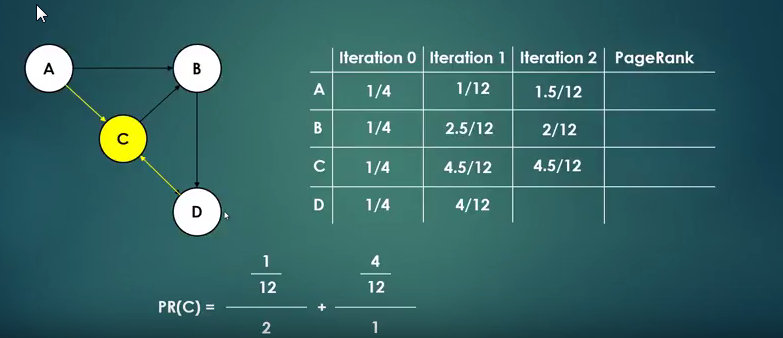 Iteration 0 Iteration 1 Iteration 2 PageRank
A 1/4 1/12 1.5/12
B 1/4 2.5/12 2/12
C 1/4 4.5/12 4.5/12
D 1/4 4/12
A
B
C
D
1 4
12 12
PR(C) = +
2 1